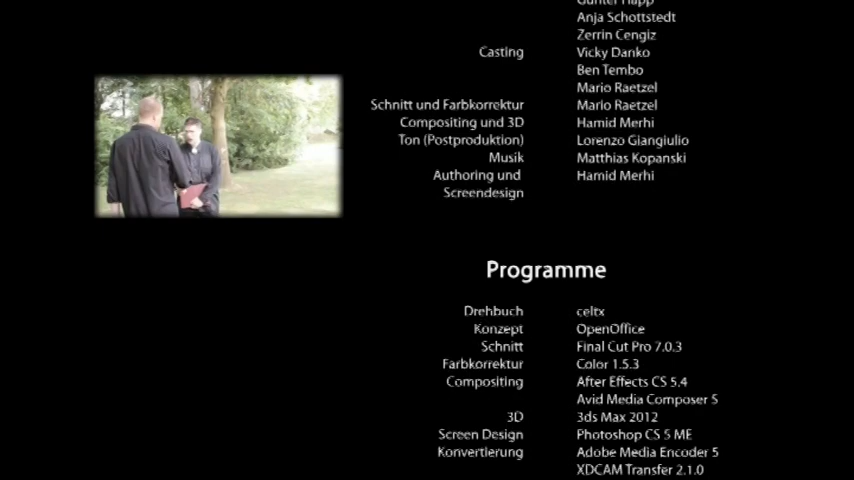 Günter Happ
Anja Schottstedt
Zerrin Cengiz
Casting Vicky Danko
Ben Tembo
Mario Raetzel
Schnitt und Farbkorrektur Mario Raetzel
Compositing und 3D Hamid Merhi
Ton (Postproduktion) Lorenzo Giangiulio
Musik Matthias Kopanski
Authoring und Hamid Merhi
Screendesign
Programme
Drehbuch celtx
Konzept OpenOffice
Schnitt Final Cut Pro 7.0.3
Farbkorrektur Color 1.5.3
Compositing After Effects CS 5.4
Avid Media Composer 5
3D 3ds Max 2012
Screen Design Photoshop CS 5 ME
Konvertierung Adobe Media Encoder 5
XDCAM Transfer 2.1.0